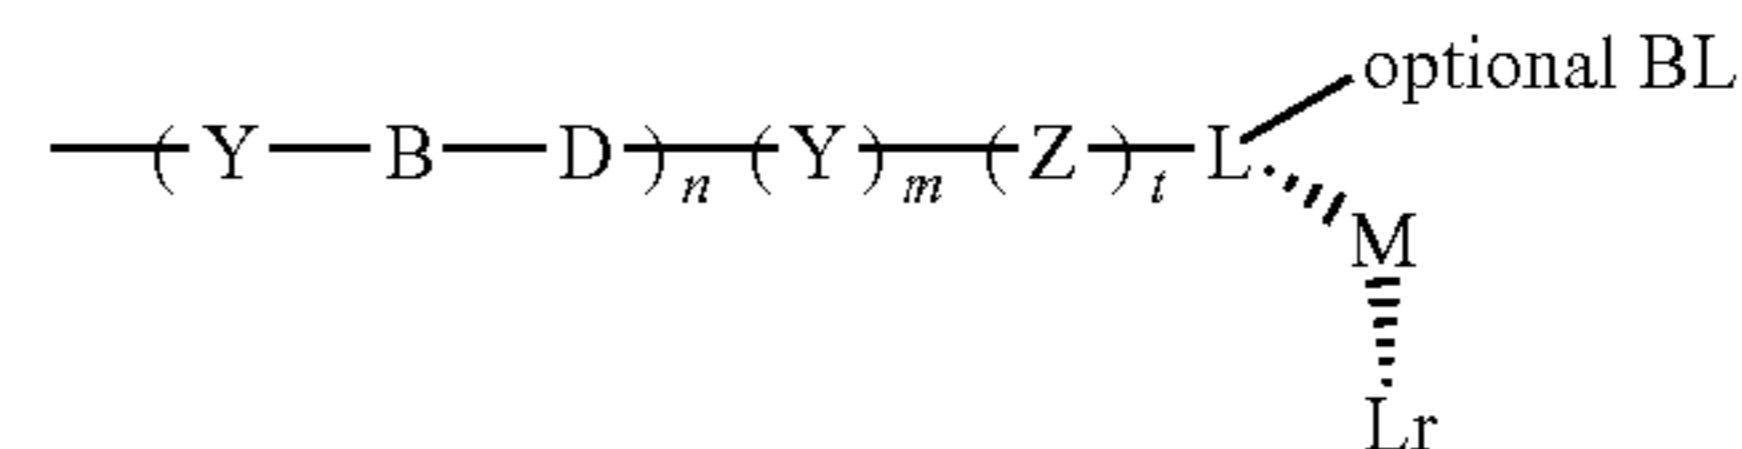 optional BL
( Y B D )n ( Y )m ( Z )t L
M
Lr